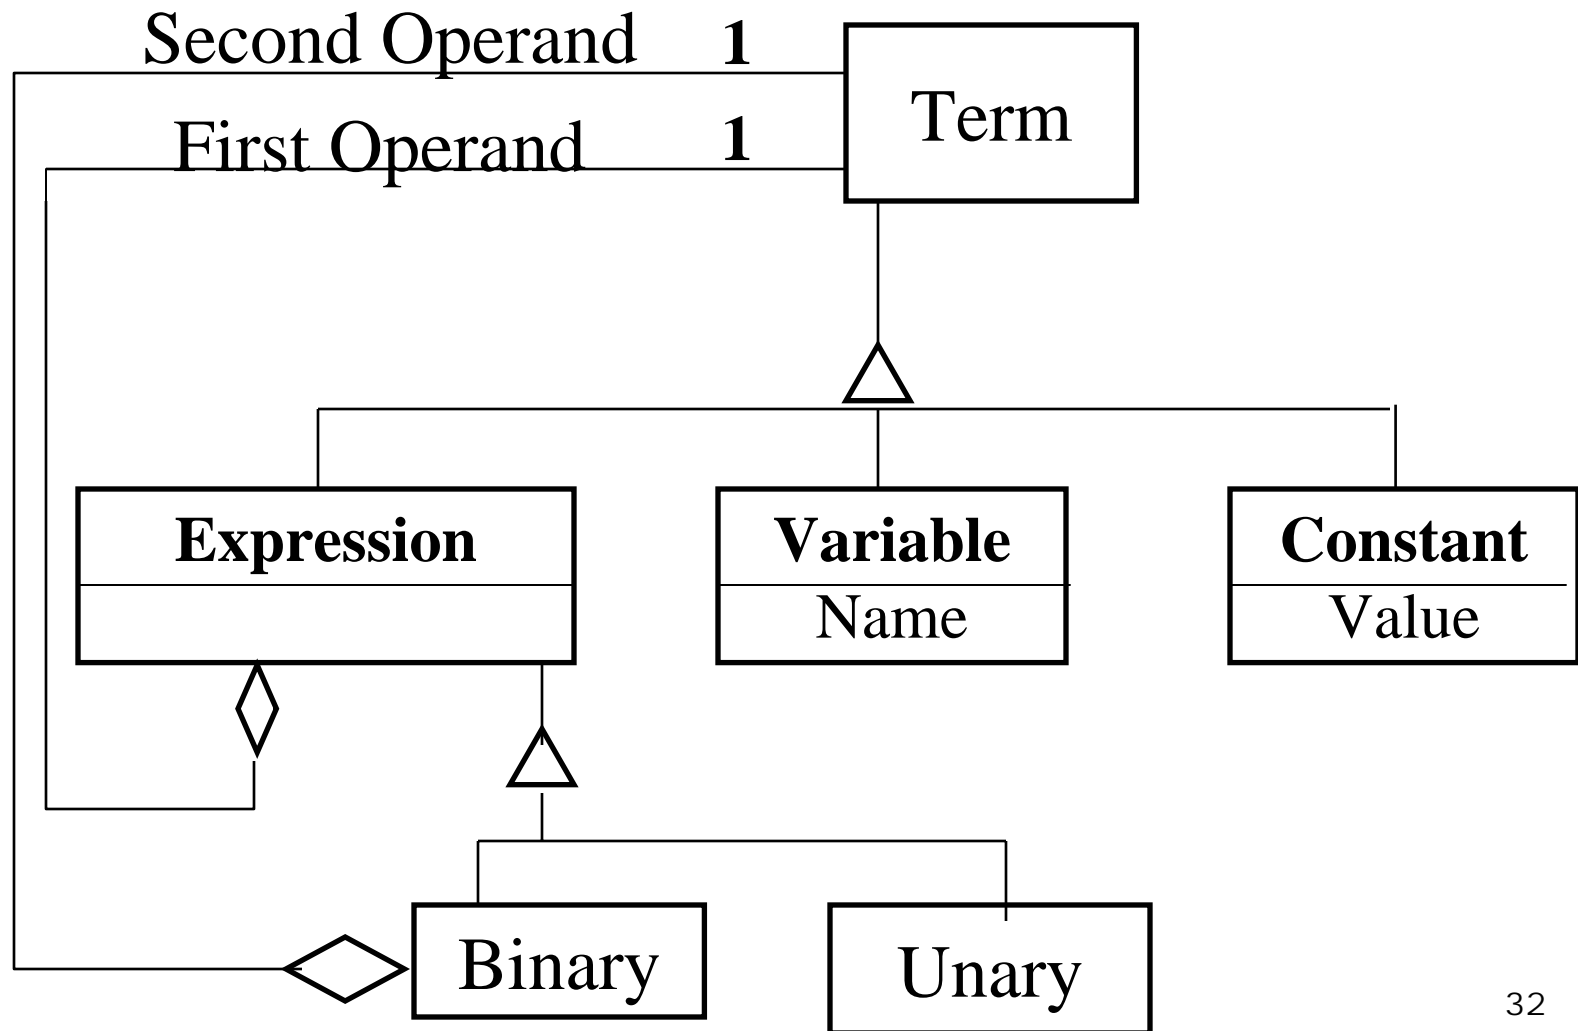 Second Operand 1
Term
First Operand 1
Expression
Variable
Name
Constant
Value
Binary
Unary
32